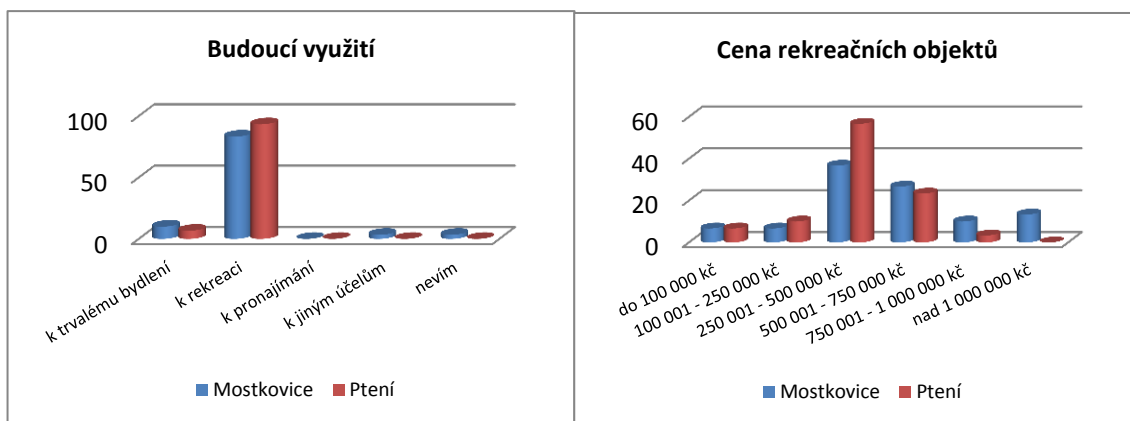 Budoucí využití
100
50
0
k trvalému bydlení
k rekreaci
k pronajímání
k jiným účelům
nevím
Mostkovice Ptení
Cena rekreačních objektů
60
40
20
0
do 100 000 kč
100 001 - 250 000 kč
250 001 - 500 000 kč
500 001 - 750 000 kč
750 001 - 1 000 000 kč
nad 1 000 000 kč
Mostkovice Ptení